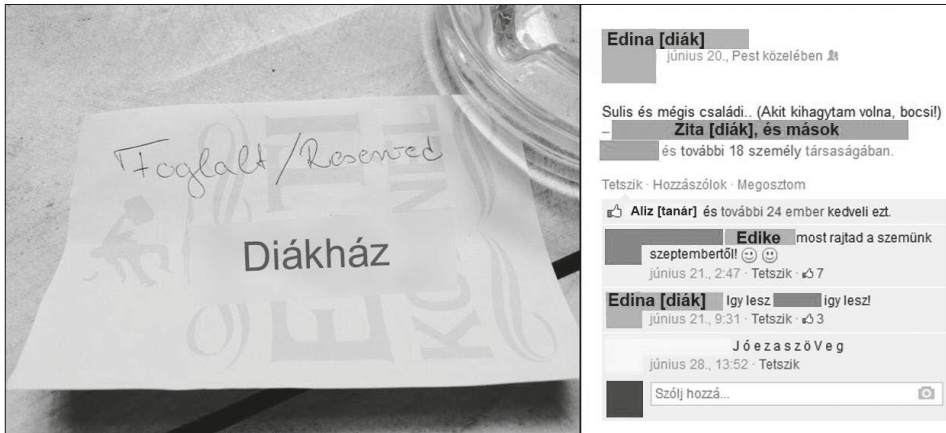 Foglalt/Reserved
Diákház
Edina [diák]
június 20., Pest közelében
Sulis és mégis családi.. (Akit kihagytam volna, bocsi!)
– Zita [diák], és mások
és további 18 személy társaságában.
Tetszik · Hozzászólok · Megosztom
Aliz [tanár] és további 24 ember kedveli ezt.
Edike most rajtad a szemünk
szeptembertől!
június 21., 2:47 · Tetszik · 7
Edina [diák] Igy lesz igy lesz!
június 21., 9:31 · Tetszik · 3
J ó e z a s z ö V e g
június 28., 13:52 · Tetszik
Szólj hozzá...